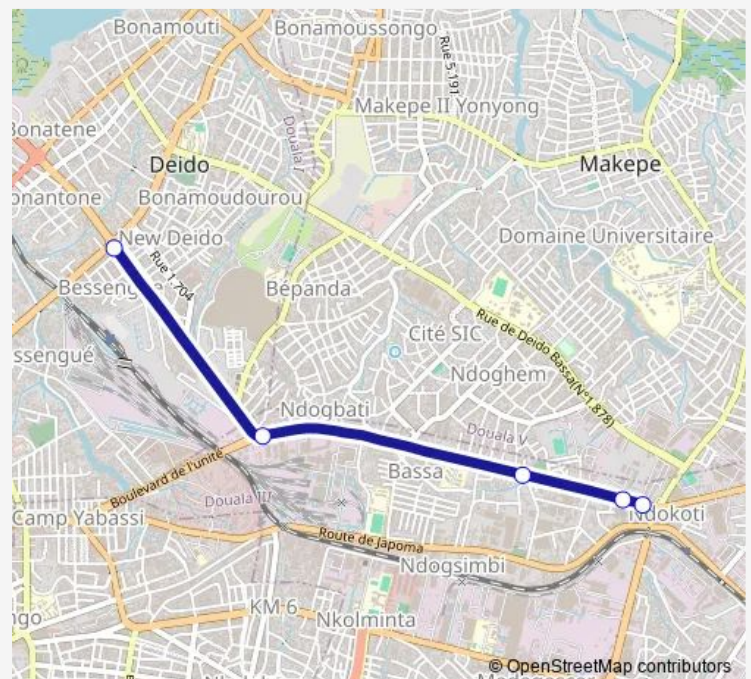 Bonamouti
Bonamoussongo
Rue 5.191
Makepe II Yonyong
Bonatene
Douala I
Deido
Makepe
onantone
Bonamoudourou
New Deido
Domaine Universitaire
Rue 1.704
Bessengue
Bépanda
Rue de Deido Bassa(N°1.878)
Cité SIC
ssengué
Ndoghem
Ndogbati
Douala V
Boulevard de l'unité
Bassa
Douala III
Camp Yabassi
Ndokoti
Route de Japoma
Ndogsimbi
KM 6
Nkolminta
© OpenStreetMap contributors